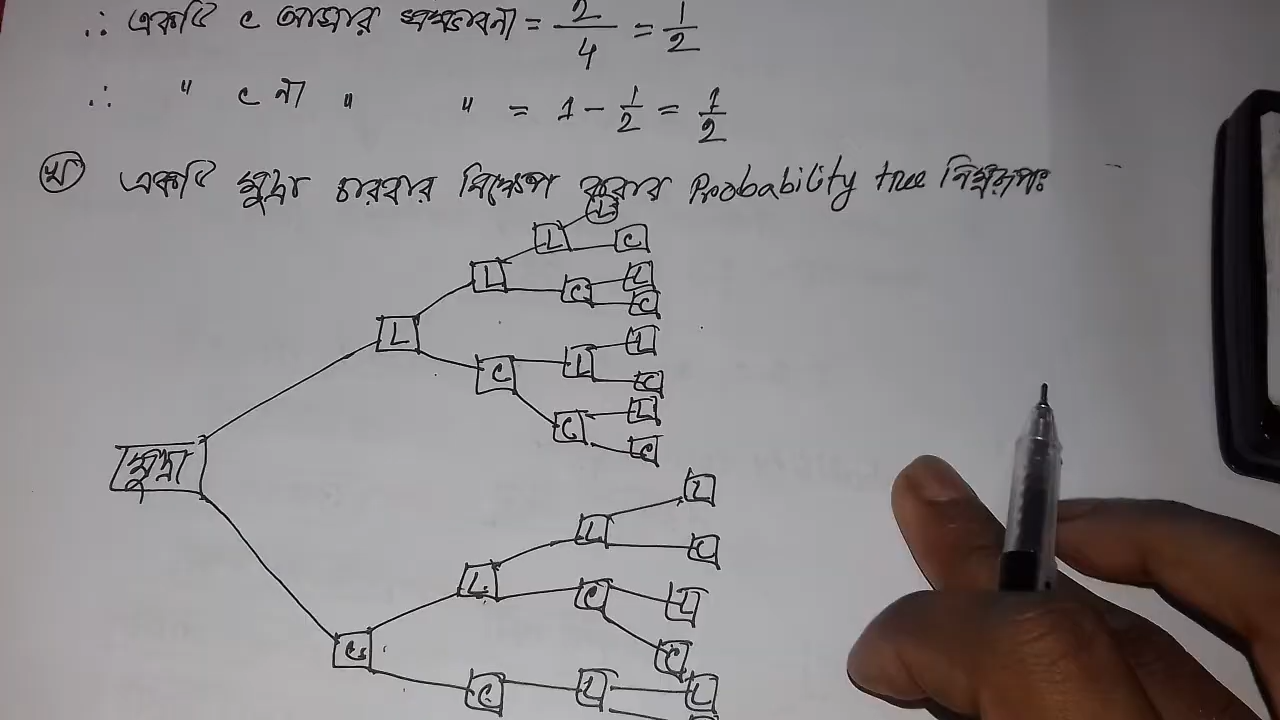 ∴ একটি c আসার সম্ভাবনা = 2/4 = 1/2
∴ " c না " " = 1 - 1/2 = 1/2
(খ) একটি মুদ্রা চারবার নিক্ষেপ করার Probability tree নিম্নরূপঃ
L
L C
L L
C C
L L
C L
C C
L
C
মুদ্রা
C
L
L C
L
C L
C
C
C L L